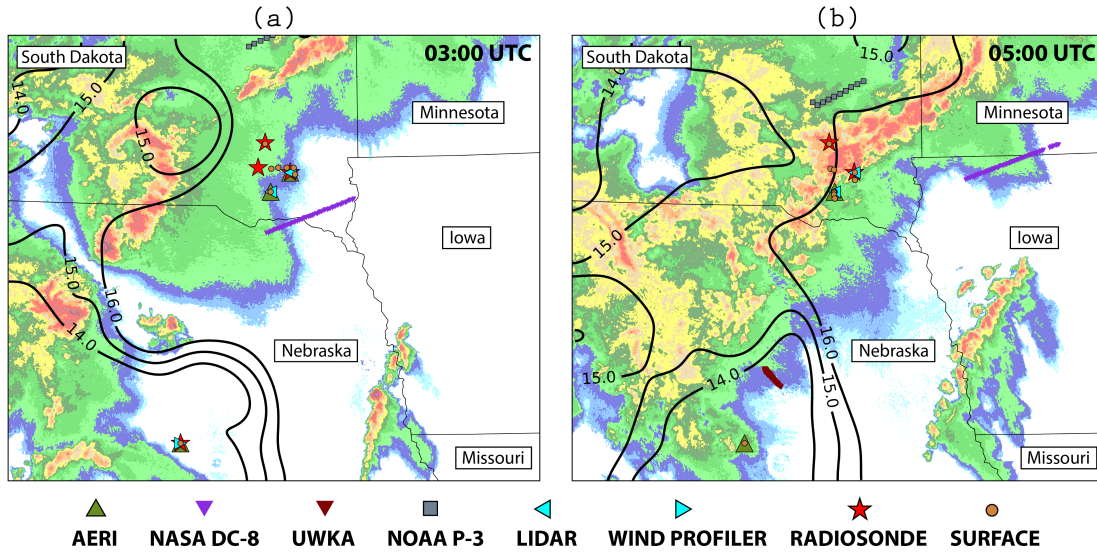 (a)
(b)
South Dakota
03:00 UTC
Minnesota
Iowa
Nebraska
Missouri
14.0
15.0
15.0
15.0
16.0
14.0
South Dakota
05:00 UTC
Minnesota
Iowa
Nebraska
Missouri
15.0
14.0
15.0
15.0
14.0
16.0
15.0
AERI
NASA DC-8
UWKA
NOAA P-3
LIDAR
WIND PROFILER
RADIOSONDE
SURFACE